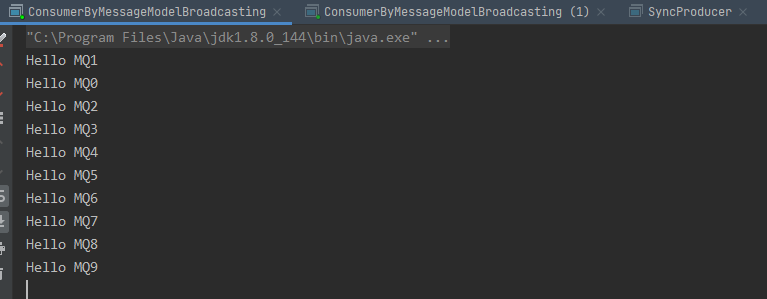 ConsumerByMessageModelBroadcasting ConsumerByMessageModelBroadcasting (1) SyncProducer
"C:\Program Files\Java\jdk1.8.0_144\bin\java.exe" ...
Hello MQ1
Hello MQ0
Hello MQ2
Hello MQ3
Hello MQ4
Hello MQ5
Hello MQ6
Hello MQ7
Hello MQ8
Hello MQ9